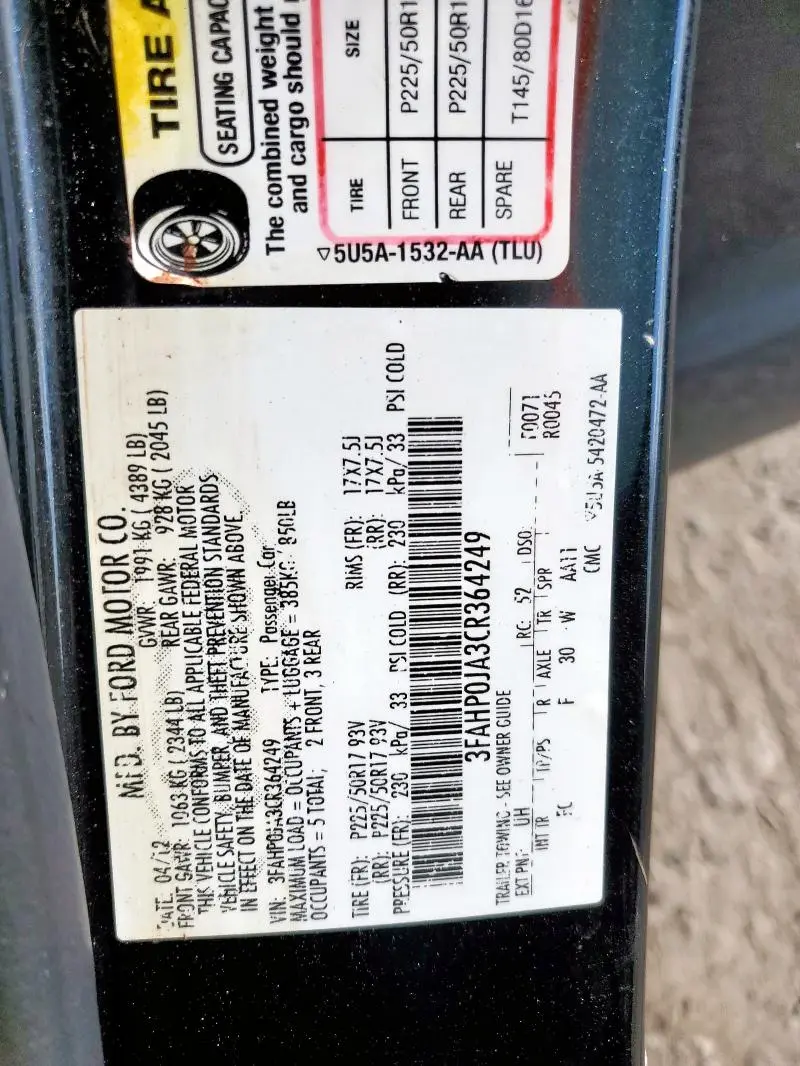 TIRE A
SEATING CAPAC
The combined weight
and cargo should
TIRE SIZE
FRONT P225/50R1
REAR P225/50R1
SPARE T145/80D16
5U5A-1532-AA (TLU)
MFD. BY FORD MOTOR CO.
DATE: 04/12 GVWR: 1991 KG ( 4389 LB)
FRONT GAWR: 1063 KG ( 2344 LB) REAR GAWR: 928 KG ( 2045 LB)
THIS VEHICLE CONFORMS TO ALL APPLICABLE FEDERAL MOTOR
VEHICLE SAFETY, BUMPER, AND THEFT PREVENTION STANDARDS
IN EFFECT ON THE DATE OF MANUFACTURE SHOWN ABOVE.
VIN: 3FAHP0JA3CR364249 TYPE: Passenger Car
MAXIMUM LOAD = OCCUPANTS + LUGGAGE = 385KG/ 850LB
OCCUPANTS = 5 TOTAL; 2 FRONT, 3 REAR
TIRE (FR): P225/50R17 93V RIMS (FR): 17X7.5J
(RR): P225/50R17 93V (RR): 17X7.5J
PRESSURE (FR): 230 kPa/ 33 PSI COLD (RR): 230 kPa/ 33 PSI COLD
3FAHP0JA3CR364249
TRAILER TOWING - SEE OWNER GUIDE
EXT PNT: UH RC: 52 DSO: F0071
INT TR TP/PS R AXLE TR SPR R0045
FC F 30 W AA11
CMC 5U5A-5420472-AA